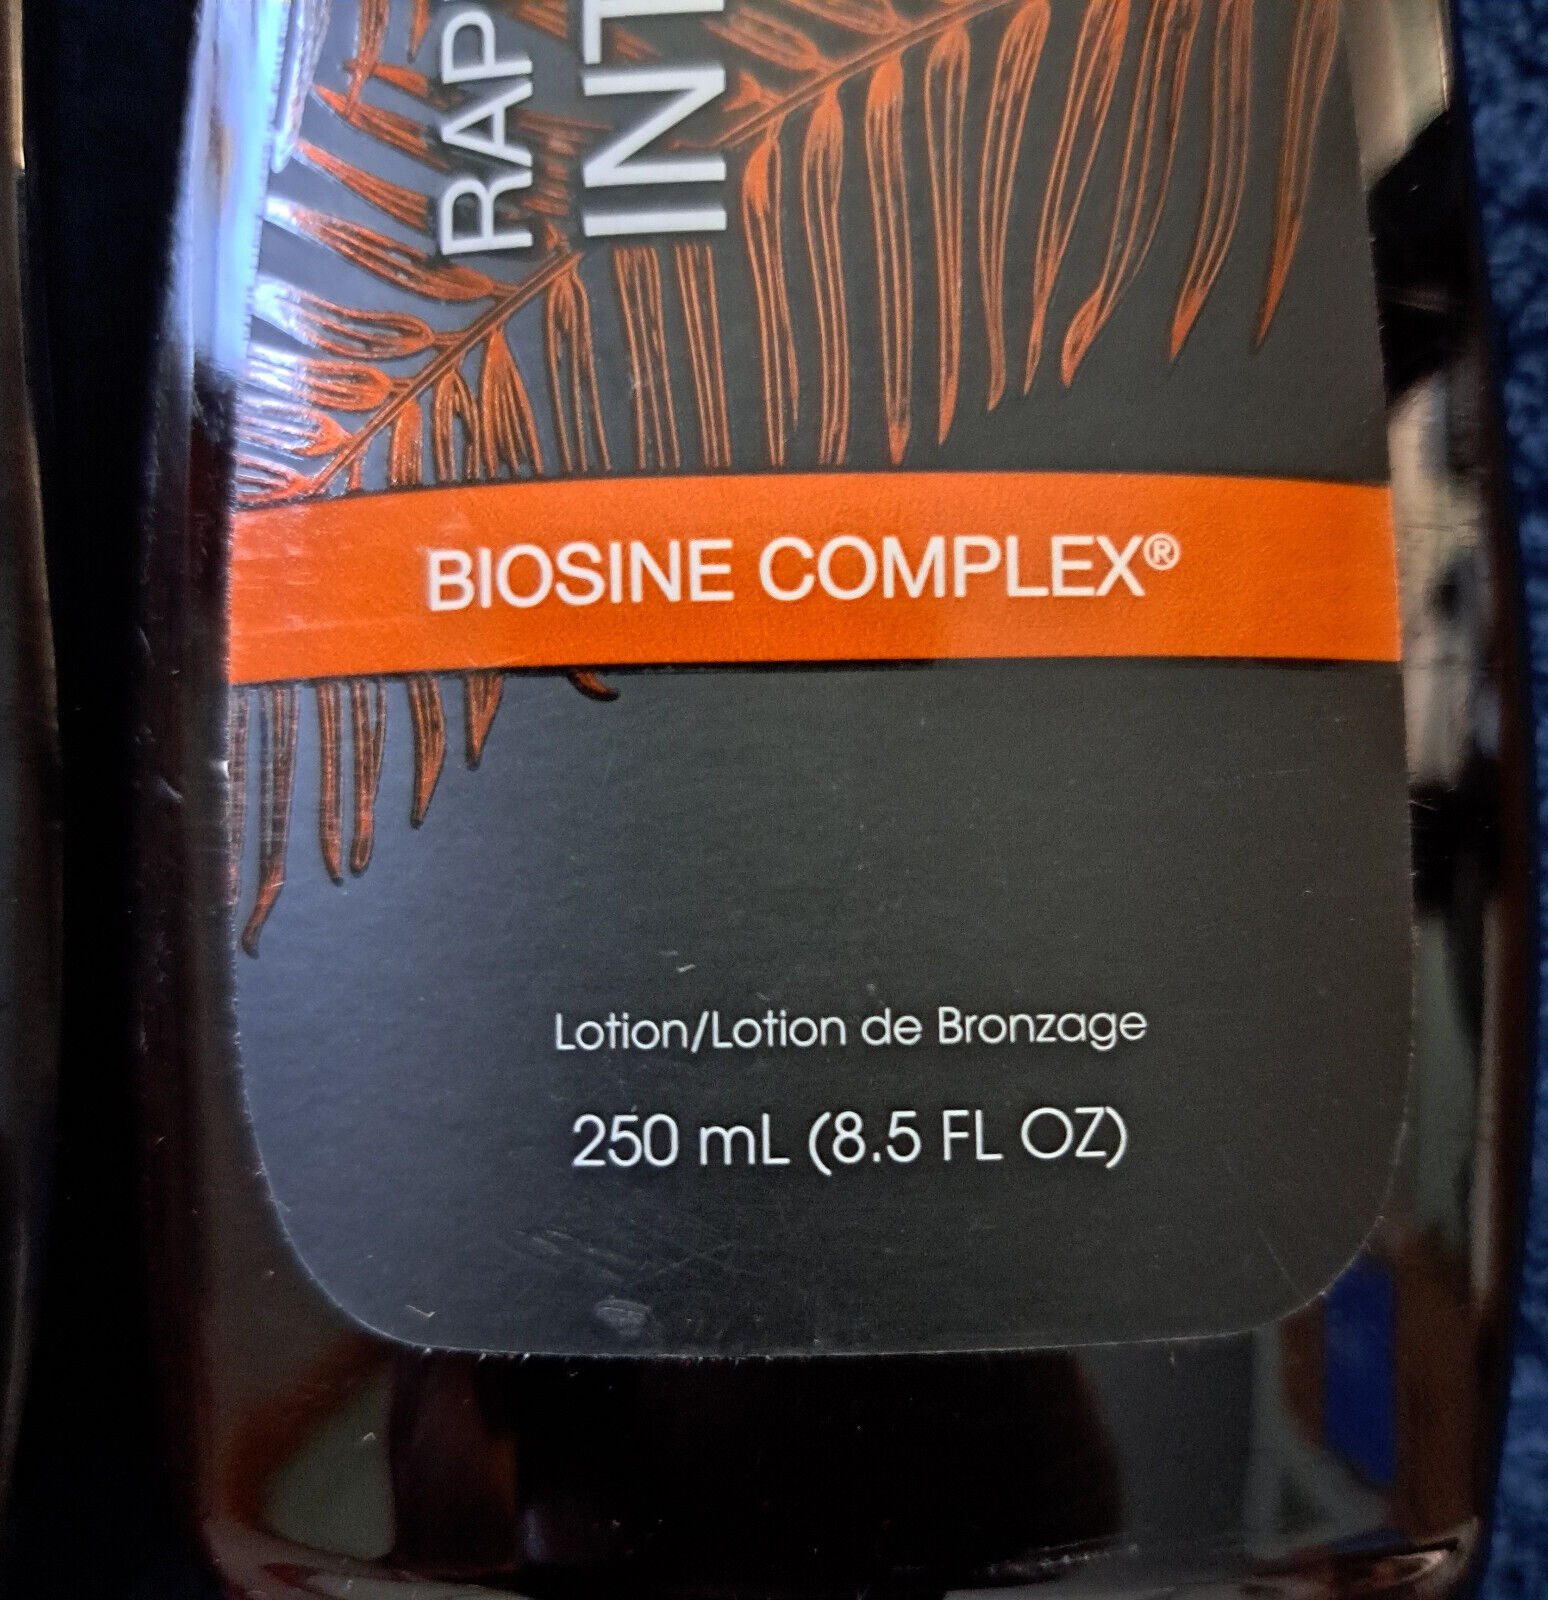 BIOSINE COMPLEX®
Lotion/Lotion de Bronzage
250 mL (8.5 FL OZ)